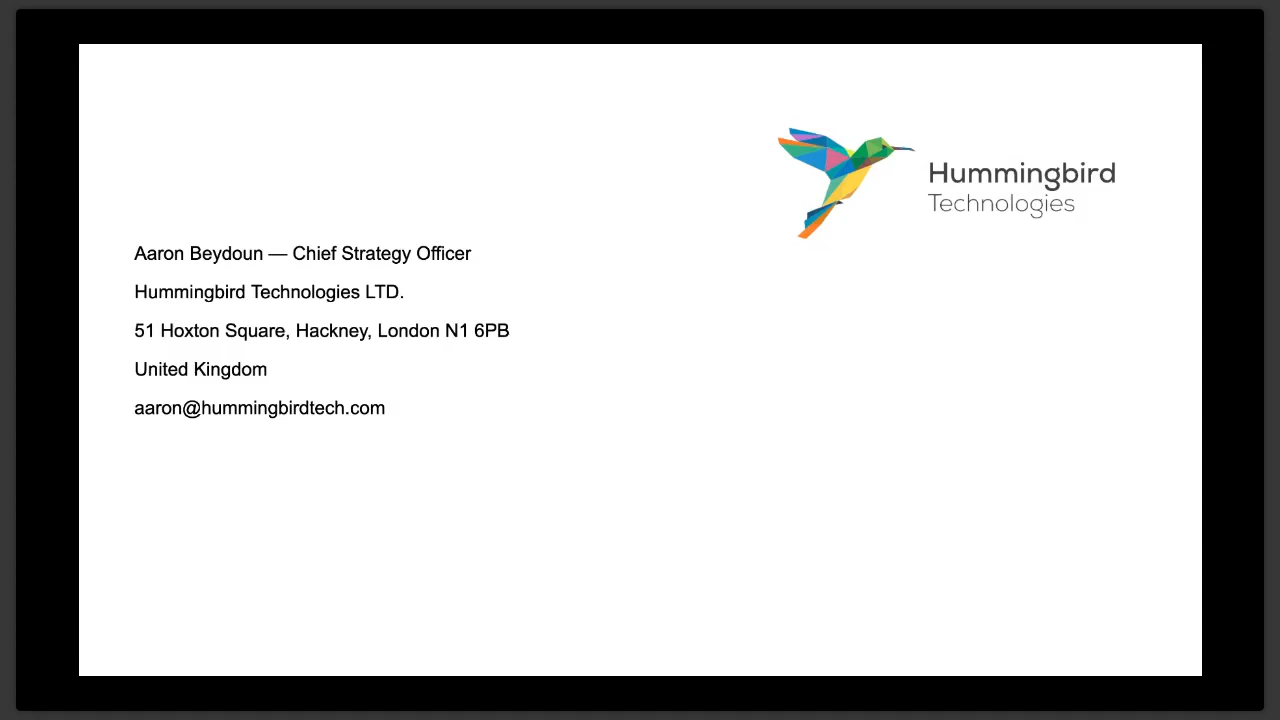 Hummingbird
Technologies
Aaron Beydoun — Chief Strategy Officer
Hummingbird Technologies LTD.
51 Hoxton Square, Hackney, London N1 6PB
United Kingdom
aaron@hummingbirdtech.com